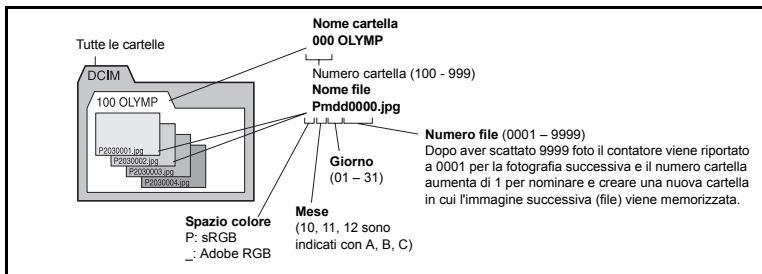 Nome cartella
000 OLYMP
Tutte le cartelle
DCIM
Numero cartella (100 - 999)
Nome file
Pmdd0000.jpg
100 OLYMP
P2030001.jpg
P2030002.jpg
P2030003.jpg
P2030004.jpg
Numero file (0001 – 9999)
Dopo aver scattato 9999 foto il contatore viene riportato
a 0001 per la fotografia successiva e il numero cartella
aumenta di 1 per nominare e creare una nuova cartella
in cui l'immagine successiva (file) viene memorizzata.
Giorno
(01 – 31)
Mese
(10, 11, 12 sono
indicati con A, B, C)
Spazio colore
P: sRGB
_: Adobe RGB